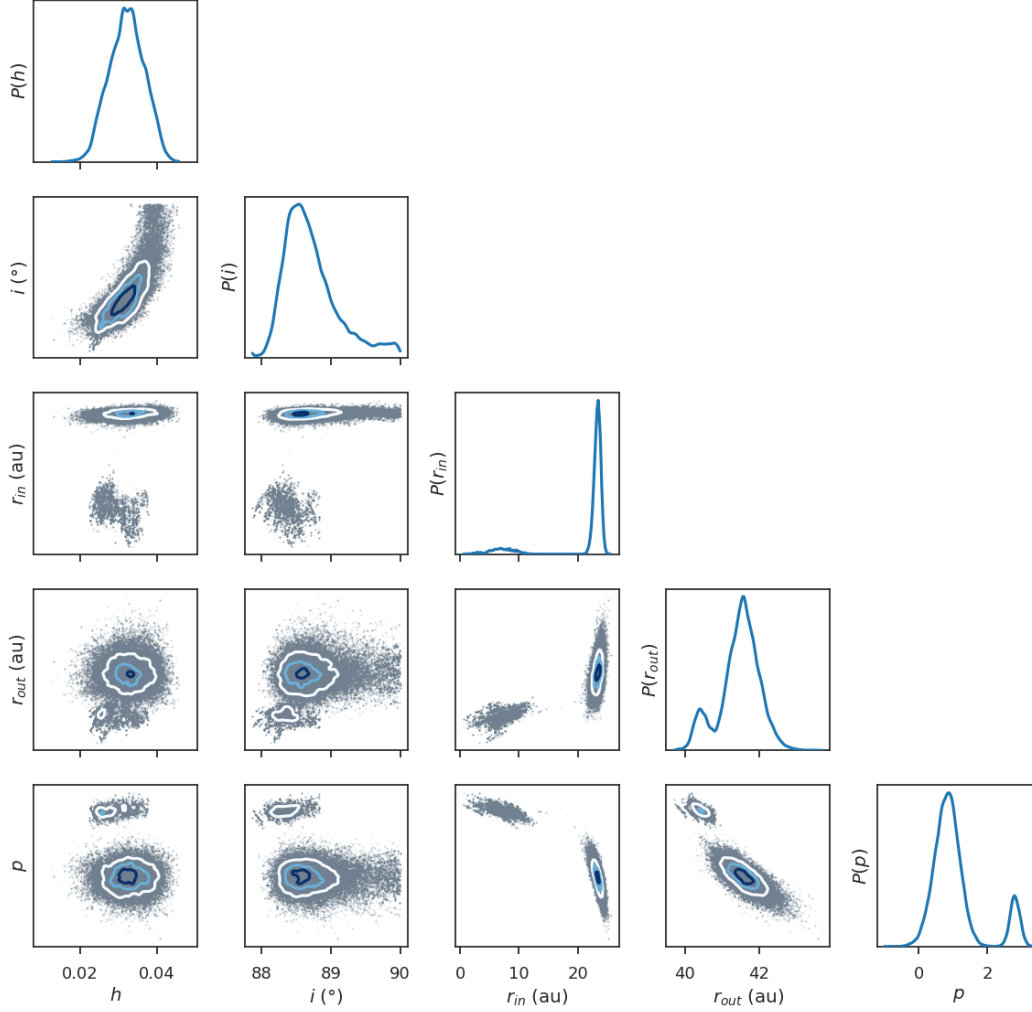 P(h)
i (°)
P(i)
r_in (au)
P(r_in)
r_out (au)
P(r_out)
p
P(p)
0.02 0.04 88 89 90 0 10 20 40 42 0 2
h i (°) r_in (au) r_out (au) p